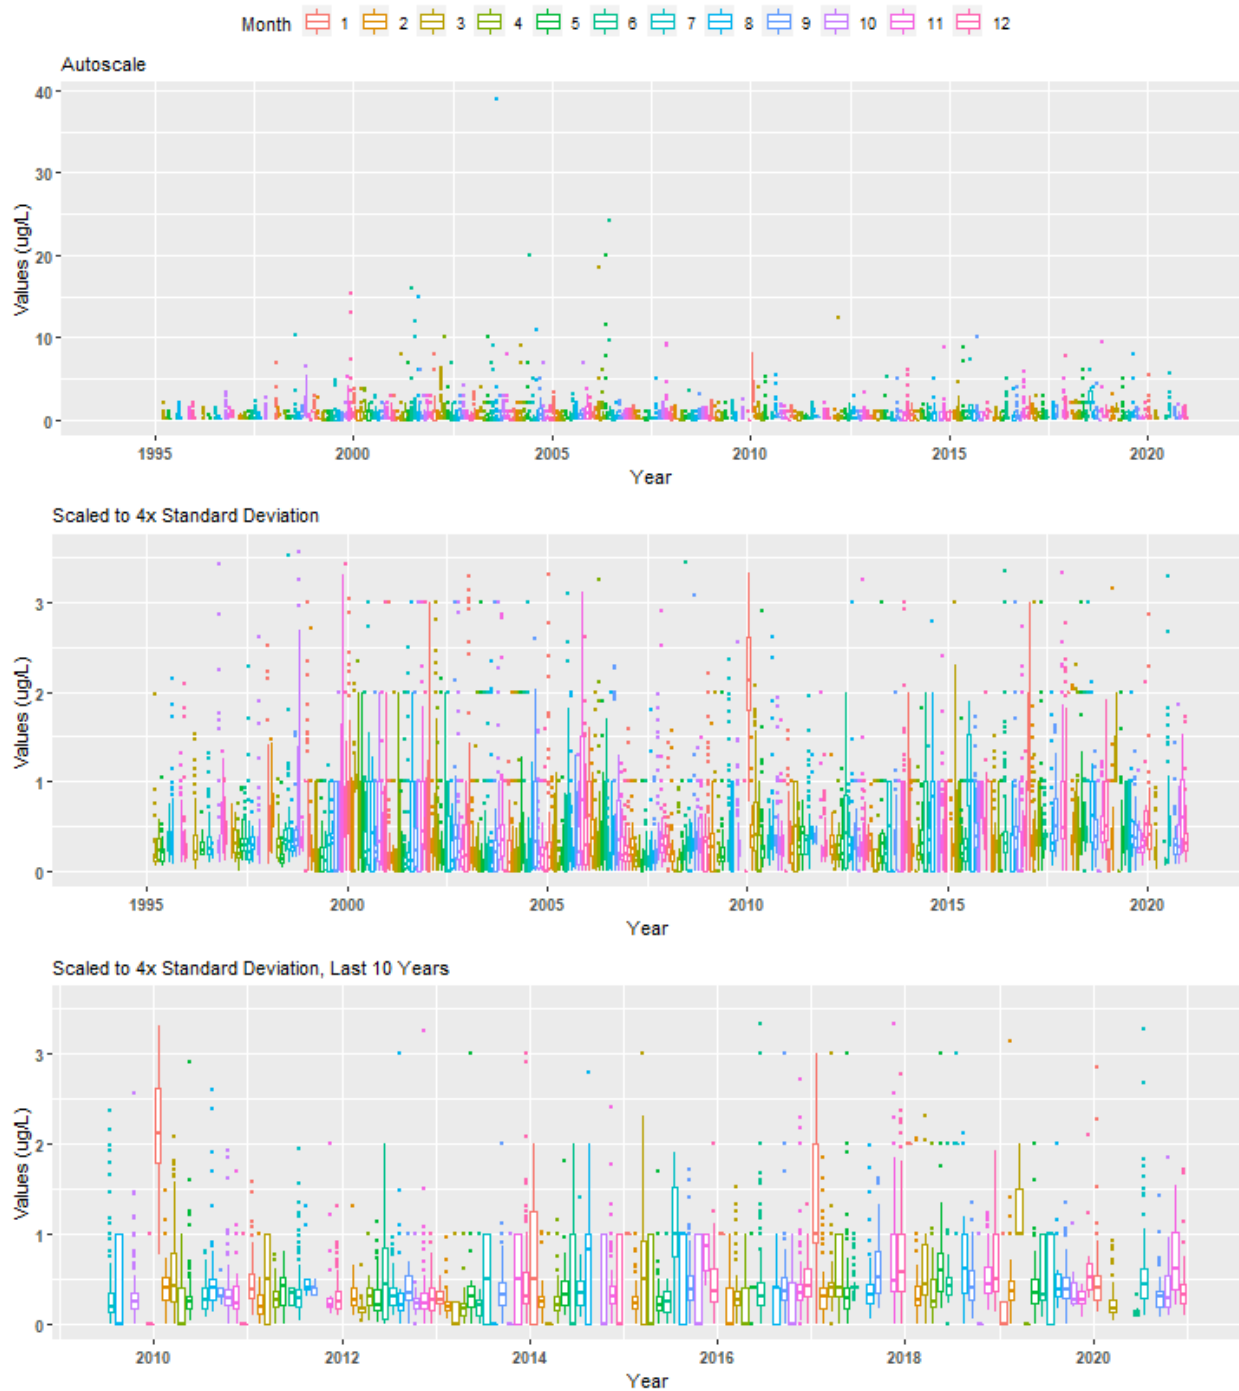 Month 1 2 3 4 5 6 7 8 9 10 11 12
Autoscale
40
30
20
10
0
Values (ug/L)
1995 2000 2005 2010 2015 2020
Year
Scaled to 4x Standard Deviation
3
2
1
0
Values (ug/L)
1995 2000 2005 2010 2015 2020
Year
Scaled to 4x Standard Deviation, Last 10 Years
3
2
1
0
Values (ug/L)
2010 2012 2014 2016 2018 2020
Year